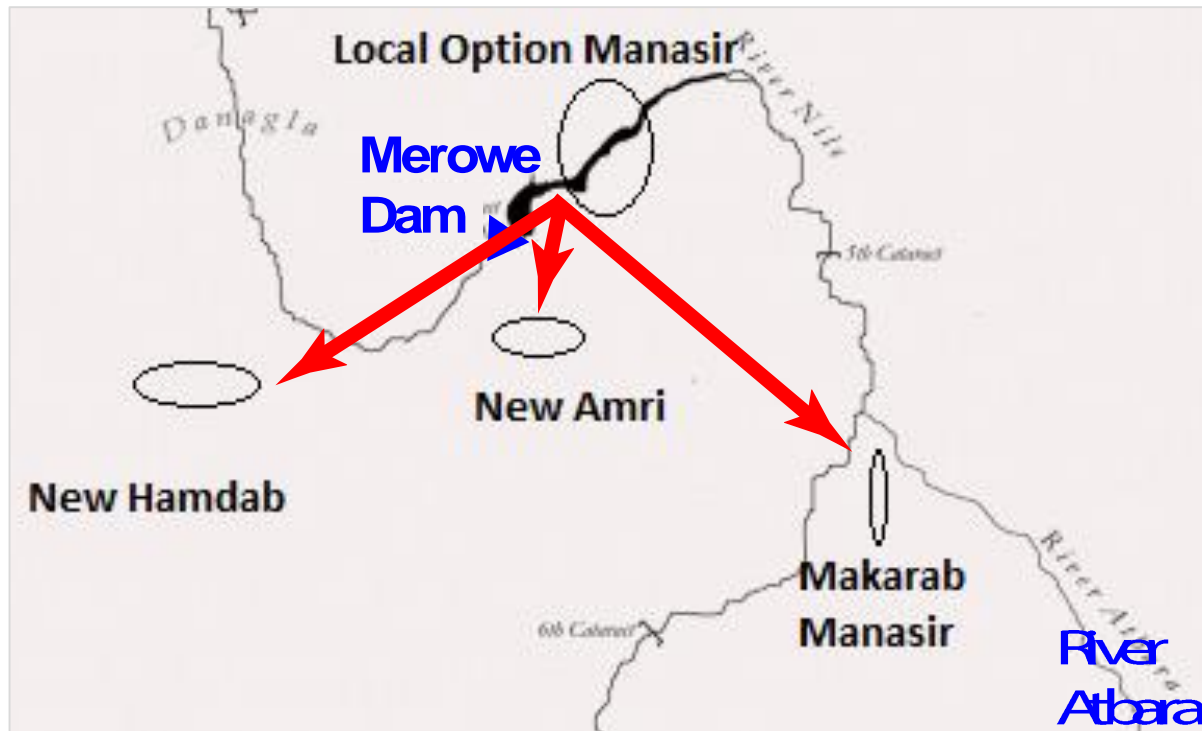 Local Option Manasir
River Nile
Danagla
Merowe
Dam
5th Cataract
New Amri
New Hamdab
Makarab
Manasir
6th Cataract
River Atbara
River
Atbara